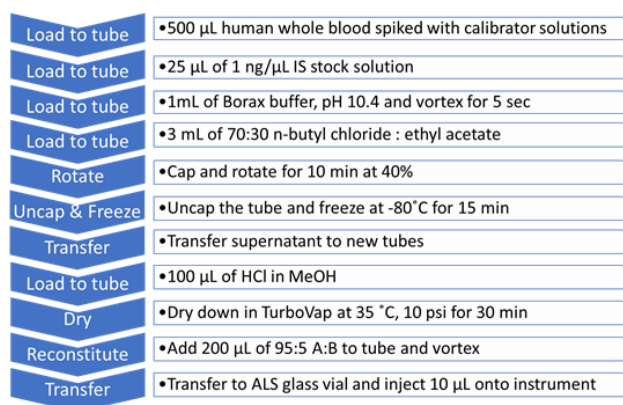 Load to tube
•500 µL human whole blood spiked with calibrator solutions
Load to tube
•25 µL of 1 ng/µL IS stock solution
Load to tube
•1mL of Borax buffer, pH 10.4 and vortex for 5 sec
Load to tube
•3 mL of 70:30 n-butyl chloride : ethyl acetate
Rotate
•Cap and rotate for 10 min at 40%
Uncap & Freeze
•Uncap the tube and freeze at -80˚C for 15 min
Transfer
•Transfer supernatant to new tubes
Load to tube
•100 µL of HCl in MeOH
Dry
•Dry down in TurboVap at 35 ˚C, 10 psi for 30 min
Reconstitute
•Add 200 µL of 95:5 A:B to tube and vortex
Transfer
•Transfer to ALS glass vial and inject 10 µL onto instrument